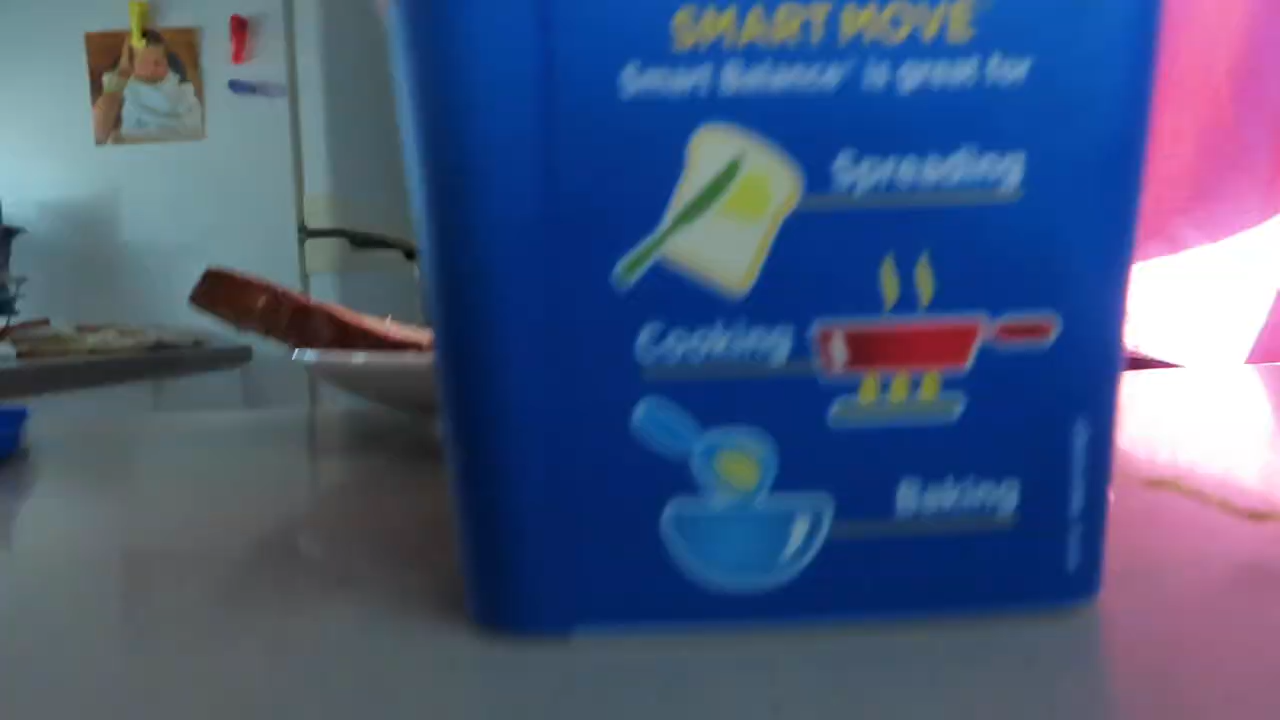 SMART MOVE
Smart Balance® is great for
Spreading
Cooking
Baking